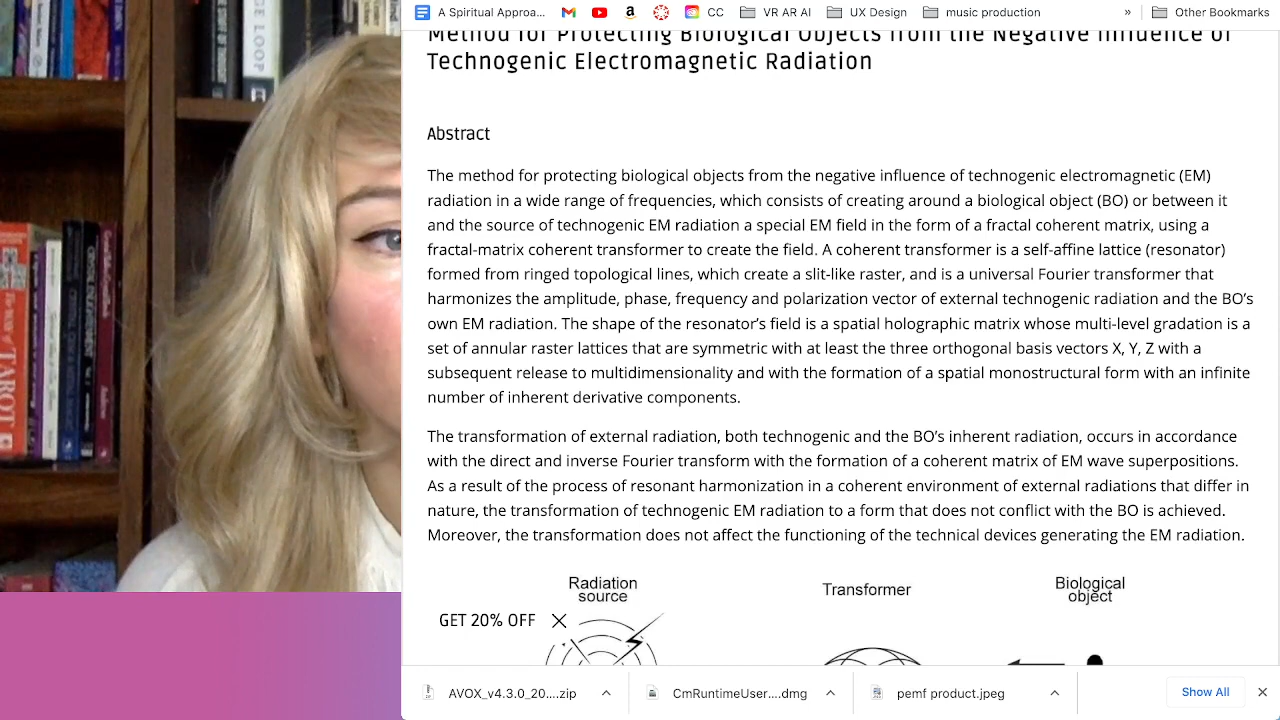 A Spiritual Approa...
CC
VR AR AI
UX Design
music production
»
Other Bookmarks
Method for Protecting Biological Objects from the Negative Influence of
Technogenic Electromagnetic Radiation
Abstract
The method for protecting biological objects from the negative influence of technogenic electromagnetic (EM)
radiation in a wide range of frequencies, which consists of creating around a biological object (BO) or between it
and the source of technogenic EM radiation a special EM field in the form of a fractal coherent matrix, using a
fractal-matrix coherent transformer to create the field. A coherent transformer is a self-affine lattice (resonator)
formed from ringed topological lines, which create a slit-like raster, and is a universal Fourier transformer that
harmonizes the amplitude, phase, frequency and polarization vector of external technogenic radiation and the BO's
own EM radiation. The shape of the resonator's field is a spatial holographic matrix whose multi-level gradation is a
set of annular raster lattices that are symmetric with at least the three orthogonal basis vectors X, Y, Z with a
subsequent release to multidimensionality and with the formation of a spatial monostructural form with an infinite
number of inherent derivative components.
The transformation of external radiation, both technogenic and the BO's inherent radiation, occurs in accordance
with the direct and inverse Fourier transform with the formation of a coherent matrix of EM wave superpositions.
As a result of the process of resonant harmonization in a coherent environment of external radiations that differ in
nature, the transformation of technogenic EM radiation to a form that does not conflict with the BO is achieved.
Moreover, the transformation does not affect the functioning of the technical devices generating the EM radiation.
Radiation
source
Transformer
Biological
object
GET 20% OFF
AVOX_v4.3.0_20....zip
CmRuntimeUser....dmg
pemf product.jpeg
Show All
LOOP
TAROT